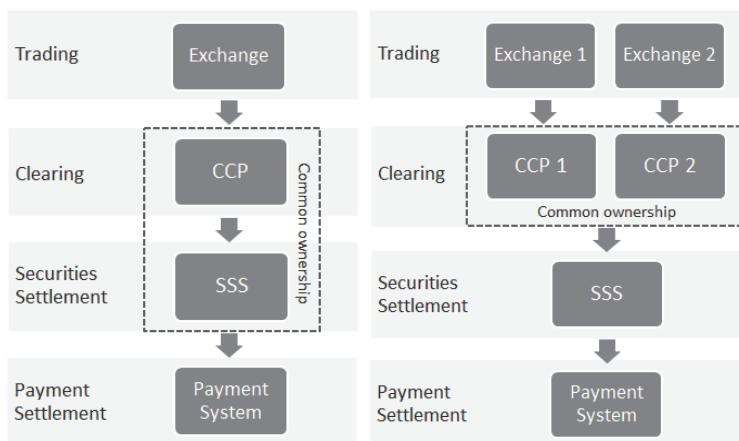 Trading
Exchange
Clearing
CCP
Common ownership
Securities
Settlement
SSS
Payment
Settlement
Payment
System
Trading
Exchange 1
Exchange 2
Clearing
CCP 1
CCP 2
Common ownership
Securities
Settlement
SSS
Payment
Settlement
Payment
System